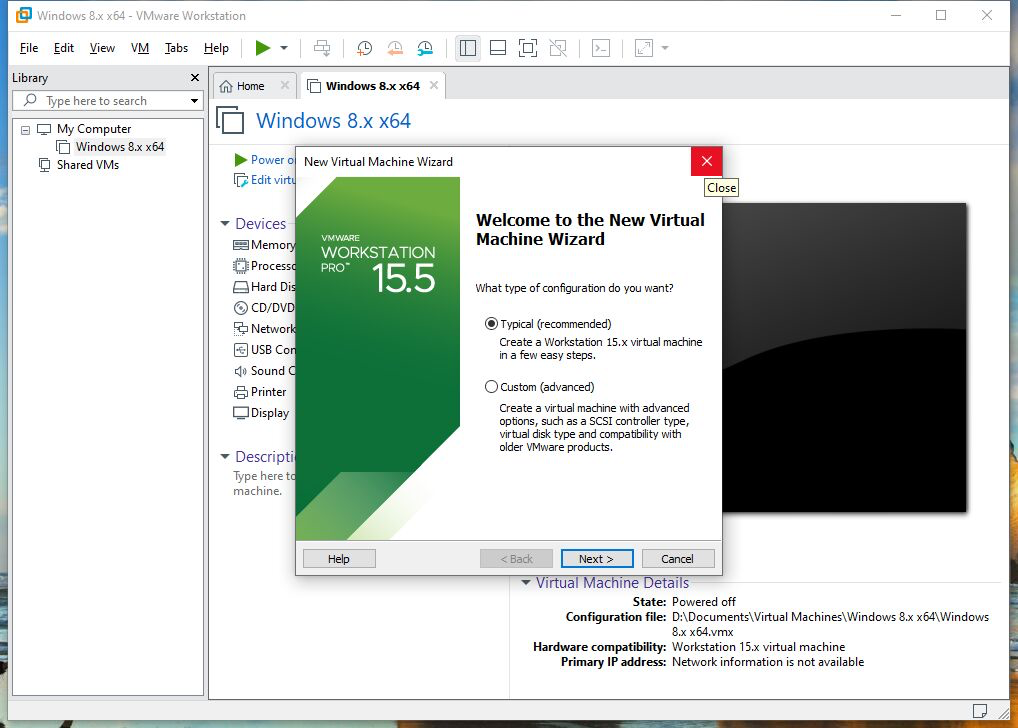 Windows 8.x x64 - VMware Workstation
File Edit View VM Tabs Help
Library
Type here to search
My Computer
Windows 8.x x64
Shared VMs
Home
Windows 8.x x64
Windows 8.x x64
Power o
Edit virtu
Devices
Memory
Processo
Hard Dis
CD/DVD
Network
USB Con
Sound C
Printer
Display
Descripti
Type here to
machine.
New Virtual Machine Wizard
Close
VMWARE
WORKSTATION
PRO™ 15.5
Welcome to the New Virtual
Machine Wizard
What type of configuration do you want?
Typical (recommended)
Create a Workstation 15.x virtual machine
in a few easy steps.
Custom (advanced)
Create a virtual machine with advanced
options, such as a SCSI controller type,
virtual disk type and compatibility with
older VMware products.
Help
< Back
Next >
Cancel
Virtual Machine Details
State: Powered off
Configuration file: D:\Documents\Virtual Machines\Windows 8.x x64\Windows
8.x x64.vmx
Hardware compatibility: Workstation 15.x virtual machine
Primary IP address: Network information is not available